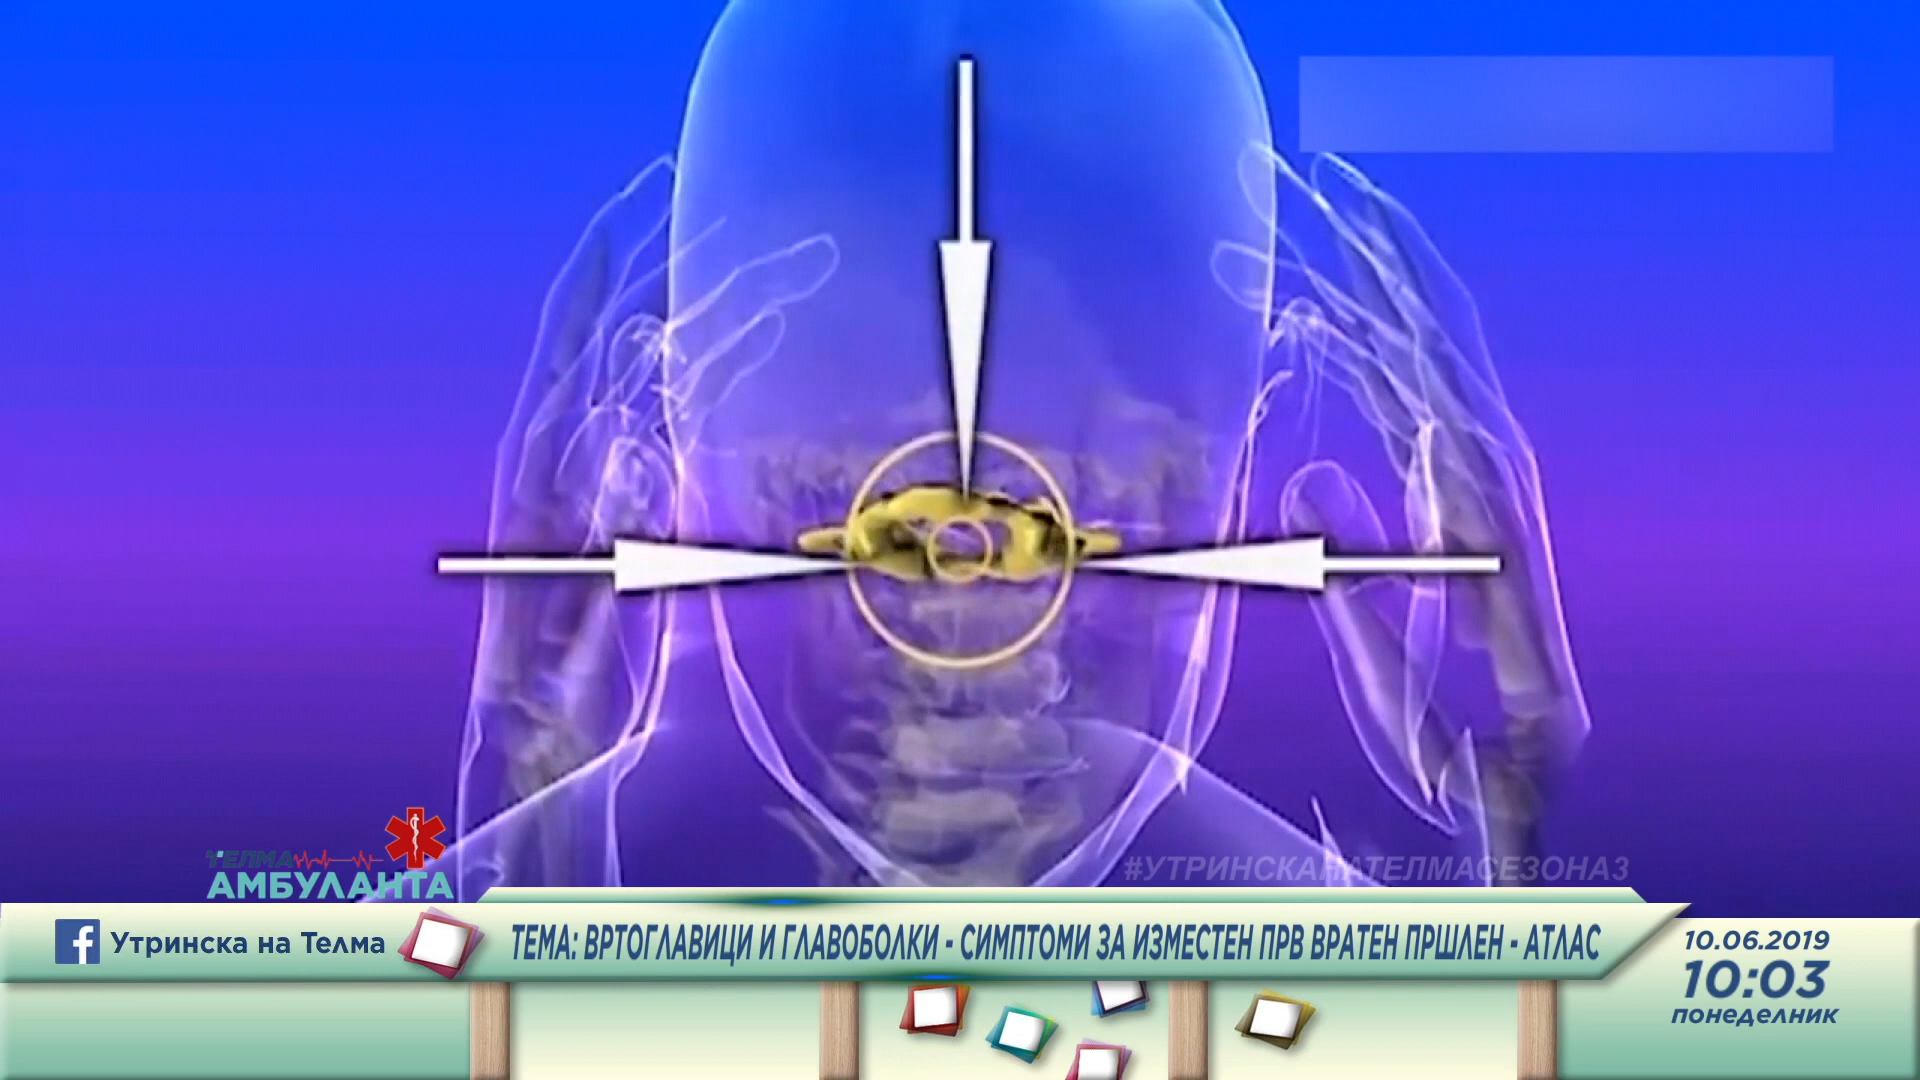 #УТРИНСКАНАТЕЛМАСЕЗОНА3
ТЕЛМА
АМБУЛАНТА
Утринска на Телма
ТЕМА: ВРТОГЛАВИЦИ И ГЛАВОБОЛКИ - СИМПТОМИ ЗА ИЗМЕСТЕН ПРВ ВРАТЕН ПРШЛЕН - АТЛАС
10.06.2019
10:03
понеделник